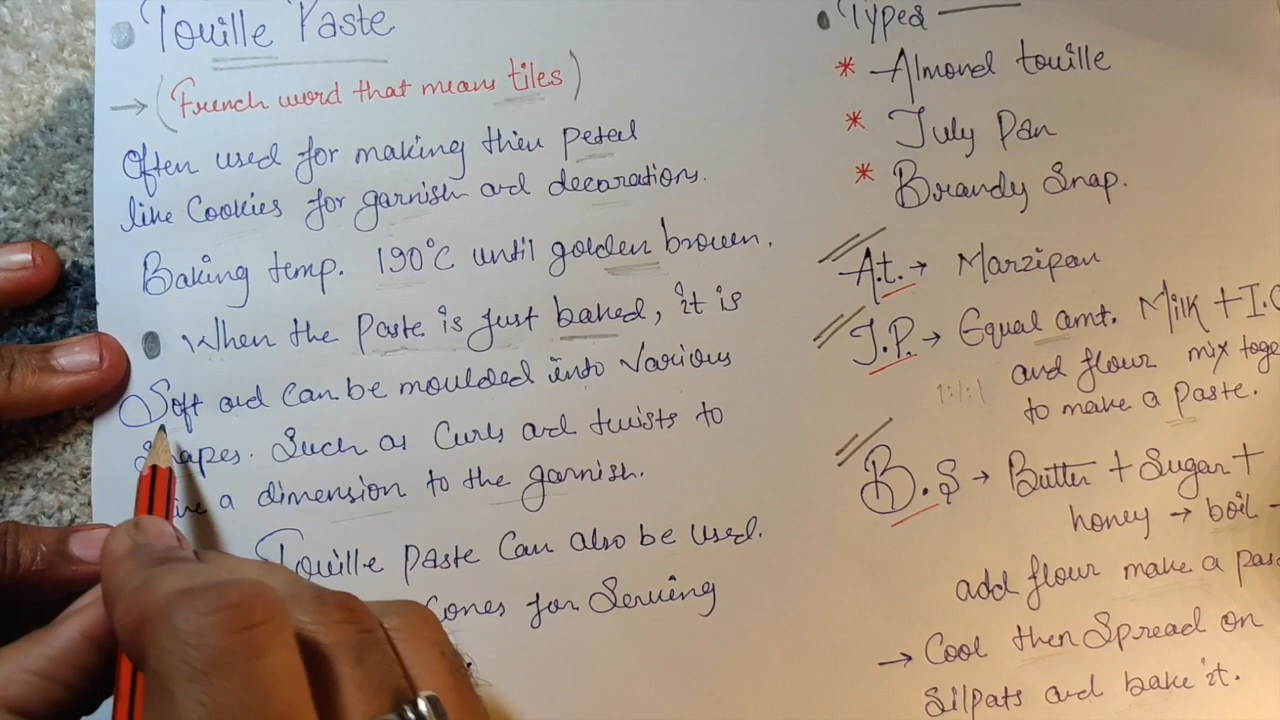 Touille Paste
→ (French word that means tiles)
Often used for making thin petal
like Cookies for garnish and decorations.
Baking temp. 190°C until golden brown.
When the Paste is just baked, it is
Soft and can be moulded into various
shapes. Such as Curls and twists to
a dimension to the garnish.
Touille paste can also be used.
Cones for Serving
Types
* Almond touille
* July Pan
* Brandy Snap.
A.t. → Marzipan
J.P. → Equal amt. Milk + I.
and flour mix toge
1:1:1
to make a Paste.
B.S → Butter + Sugar +
honey → boil →
add flour make a pas
→ Cool then Spread on
Silpats and bake it.